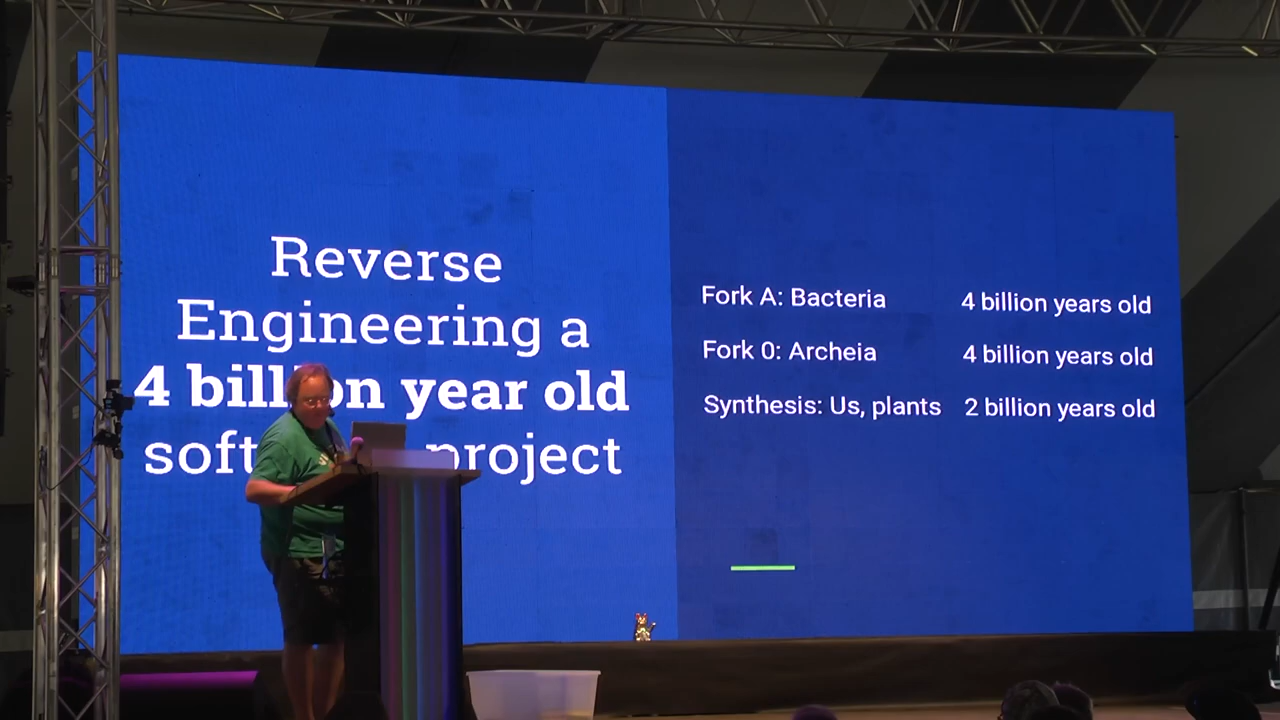 Reverse
Engineering a
4 billion year old
soft project
Fork A: Bacteria 4 billion years old
Fork 0: Archeia 4 billion years old
Synthesis: Us, plants 2 billion years old